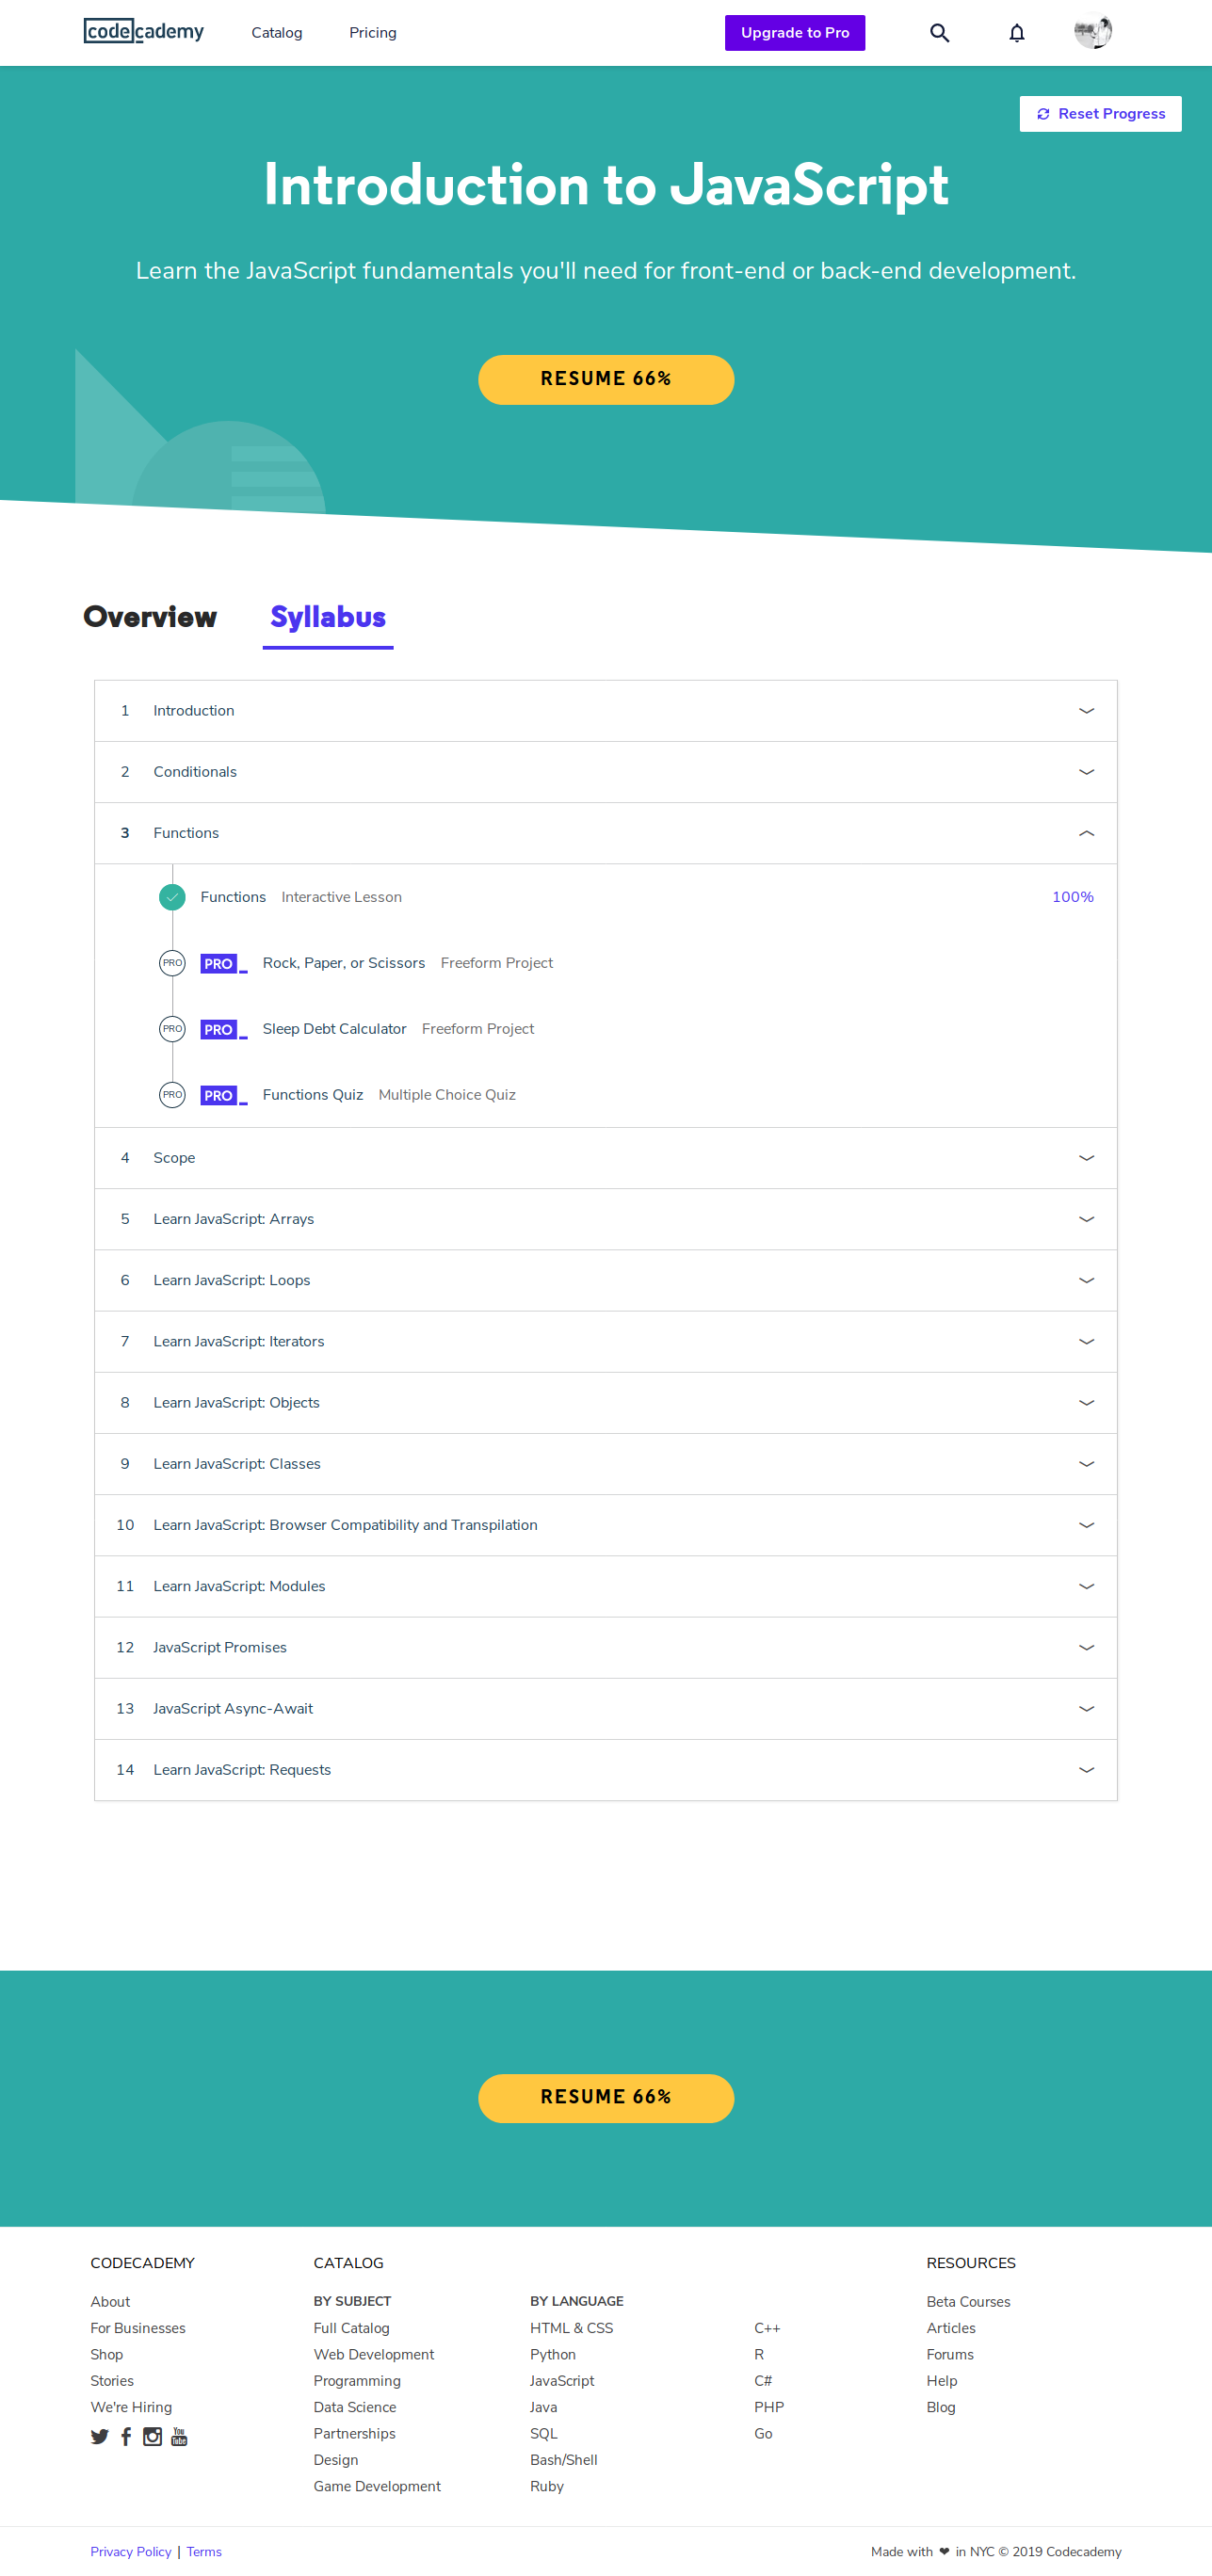 codecademy Catalog Pricing Upgrade to Pro
Reset Progress
Introduction to JavaScript
Learn the JavaScript fundamentals you'll need for front-end or back-end development.
RESUME 66%
Overview Syllabus
1 Introduction
2 Conditionals
3 Functions
Functions Interactive Lesson 100%
PRO PRO_ Rock, Paper, or Scissors Freeform Project
PRO PRO_ Sleep Debt Calculator Freeform Project
PRO PRO_ Functions Quiz Multiple Choice Quiz
4 Scope
5 Learn JavaScript: Arrays
6 Learn JavaScript: Loops
7 Learn JavaScript: Iterators
8 Learn JavaScript: Objects
9 Learn JavaScript: Classes
10 Learn JavaScript: Browser Compatibility and Transpilation
11 Learn JavaScript: Modules
12 JavaScript Promises
13 JavaScript Async-Await
14 Learn JavaScript: Requests
RESUME 66%
CODECADEMY
About
For Businesses
Shop
Stories
We're Hiring
You Tube
CATALOG
BY SUBJECT
Full Catalog
Web Development
Programming
Data Science
Partnerships
Design
Game Development
BY LANGUAGE
HTML & CSS
Python
JavaScript
Java
SQL
Bash/Shell
Ruby
C++
R
C#
PHP
Go
RESOURCES
Beta Courses
Articles
Forums
Help
Blog
Privacy Policy | Terms
Made with ❤ in NYC © 2019 Codecademy